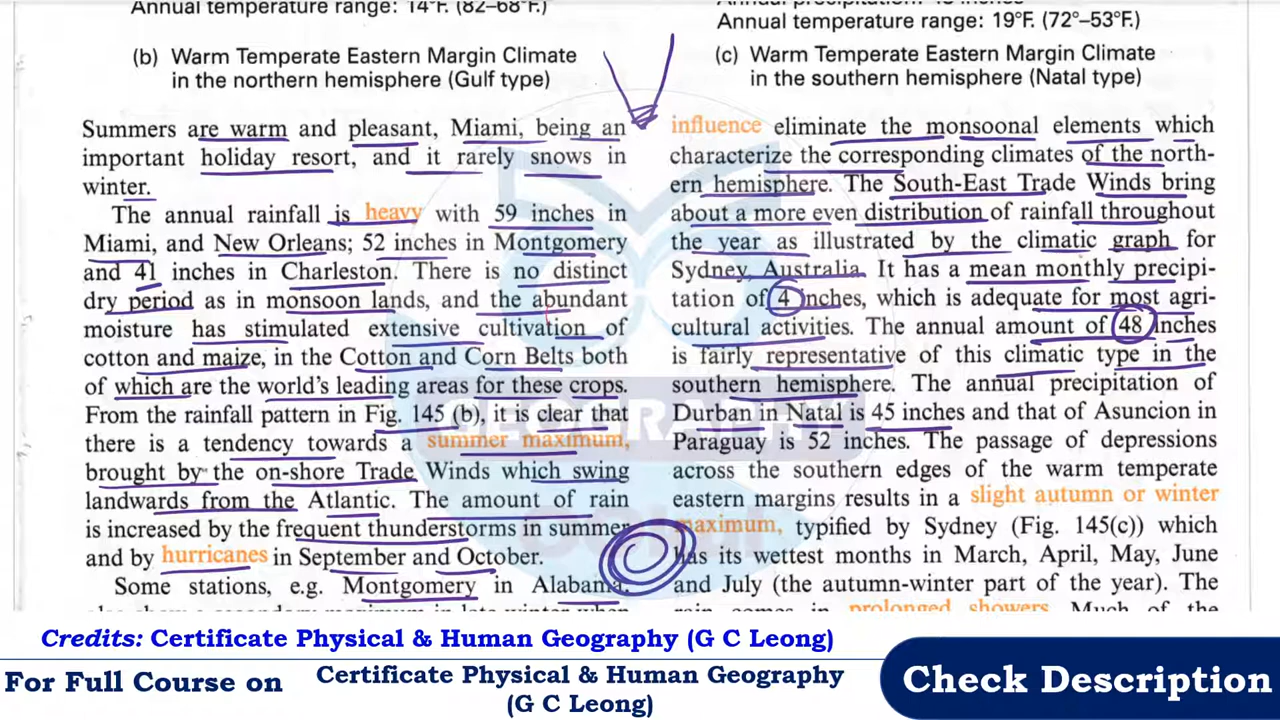 Annual temperature range: 14°F. (82–68°F.)
(b) Warm Temperate Eastern Margin Climate
in the northern hemisphere (Gulf type)
Summers are warm and pleasant, Miami, being an
important holiday resort, and it rarely snows in
winter.
The annual rainfall is heavy with 59 inches in
Miami, and New Orleans; 52 inches in Montgomery
and 41 inches in Charleston. There is no distinct
dry period as in monsoon lands, and the abundant
moisture has stimulated extensive cultivation of
cotton and maize, in the Cotton and Corn Belts both
of which are the world's leading areas for these crops.
From the rainfall pattern in Fig. 145 (b), it is clear that
there is a tendency towards a summer maximum,
brought by the on-shore Trade Winds which swing
landwards from the Atlantic. The amount of rain
is increased by the frequent thunderstorms in summer
and by hurricanes in September and October.
Some stations, e.g. Montgomery in Alabama,
Annual temperature range: 19°F. (72°–53°F.)
(c) Warm Temperate Eastern Margin Climate
in the southern hemisphere (Natal type)
influence eliminate the monsoonal elements which
characterize the corresponding climates of the north-
ern hemisphere. The South-East Trade Winds bring
about a more even distribution of rainfall throughout
the year as illustrated by the climatic graph for
Sydney, Australia. It has a mean monthly precipi-
tation of 4 inches, which is adequate for most agri-
cultural activities. The annual amount of 48 inches
is fairly representative of this climatic type in the
southern hemisphere. The annual precipitation of
Durban in Natal is 45 inches and that of Asuncion in
Paraguay is 52 inches. The passage of depressions
across the southern edges of the warm temperate
eastern margins results in a slight autumn or winter
maximum, typified by Sydney (Fig. 145(c)) which
has its wettest months in March, April, May, June
and July (the autumn-winter part of the year). The
rain comes in prolonged showers. Much of the
GEOGRAPHY
Credits: Certificate Physical & Human Geography (G C Leong)
For Full Course on
Certificate Physical & Human Geography
(G C Leong)
Check Description